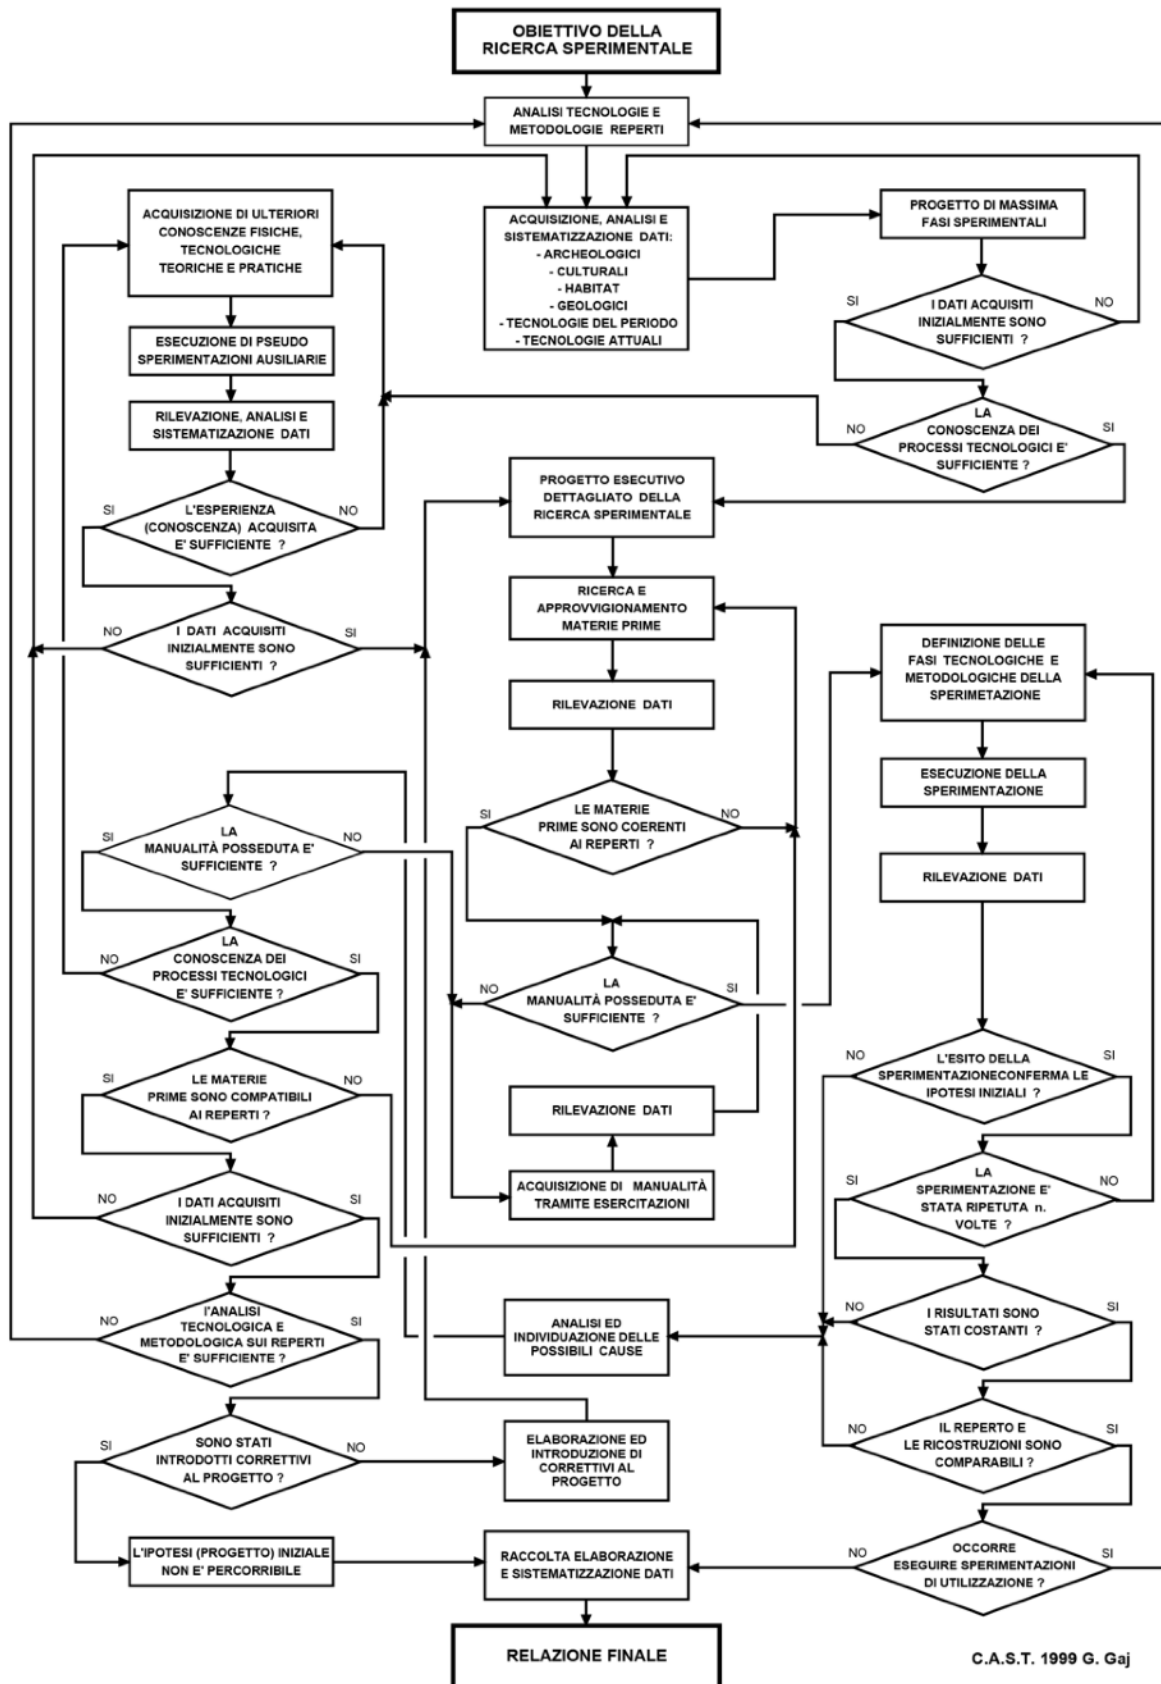 OBIETTIVO DELLA
RICERCA SPERIMENTALE
ANALISI TECNOLOGIE E
METODOLOGIE REPERTI
ACQUISIZIONE DI ULTERIORI
CONOSCENZE FISICHE,
TECNOLOGICHE
TEORICHE E PRATICHE
ACQUISIZIONE, ANALISI E
SISTEMATIZZAZIONE DATI:
- ARCHEOLOGICI
- CULTURALI
- HABITAT
- GEOLOGICI
- TECNOLOGIE DEL PERIODO
- TECNOLOGIE ATTUALI
PROGETTO DI MASSIMA
FASI SPERIMENTALI
SI
I DATI ACQUISITI
INIZIALMENTE SONO
SUFFICIENTI ?
NO
ESECUZIONE DI PSEUDO
SPERIMENTAZIONI AUSILIARIE
RILEVAZIONE, ANALISI E
SISTEMATIZAZIONE DATI
NO
LA
CONOSCENZA DEI
PROCESSI TECNOLOGICI E'
SUFFICIENTE ?
SI
SI
L'ESPERIENZA
(CONOSCENZA) ACQUISITA
E' SUFFICIENTE ?
NO
PROGETTO ESECUTIVO
DETTAGLIATO DELLA
RICERCA SPERIMENTALE
NO
I DATI ACQUISITI
INIZIALMENTE SONO
SUFFICIENTI ?
SI
RICERCA E
APPROVVIGIONAMENTO
MATERIE PRIME
RILEVAZIONE DATI
DEFINIZIONE DELLE
FASI TECNOLOGICHE E
METODOLOGICHE DELLA
SPERIMETAZIONE
ESECUZIONE DELLA
SPERIMENTAZIONE
RILEVAZIONE DATI
SI
LA
MANUALITÀ POSSEDUTA E'
SUFFICIENTE ?
NO
SI
LE MATERIE
PRIME SONO COERENTI
AI REPERTI ?
NO
NO
LA
CONOSCENZA DEI
PROCESSI TECNOLOGICI
E' SUFFICIENTE ?
SI
NO
LA
MANUALITÀ POSSEDUTA E'
SUFFICIENTE ?
SI
SI
LE MATERIE
PRIME SONO COMPATIBILI
AI REPERTI ?
NO
RILEVAZIONE DATI
NO
L'ESITO DELLA
SPERIMENTAZIONECONFERMA LE
IPOTESI INIZIALI ?
SI
NO
I DATI ACQUISITI
INIZIALMENTE SONO
SUFFICIENTI ?
SI
ACQUISIZIONE DI MANUALITÀ
TRAMITE ESERCITAZIONI
SI
LA
SPERIMENTAZIONE E'
STATA RIPETUTA n.
VOLTE ?
NO
NO
l'ANALISI
TECNOLOGICA E
METODOLOGICA SUI REPERTI
E' SUFFICIENTE ?
SI
ANALISI ED
INDIVIDUAZIONE DELLE
POSSIBILI CAUSE
NO
I RISULTATI SONO
STATI COSTANTI ?
SI
SI
SONO STATI
INTRODOTTI CORRETTIVI
AL PROGETTO ?
NO
ELABORAZIONE ED
INTRODUZIONE DI
CORRETTIVI AL
PROGETTO
NO
IL REPERTO E
LE RICOSTRUZIONI SONO
COMPARABILI ?
SI
L'IPOTESI (PROGETTO) INIZIALE
NON E' PERCORRIBILE
RACCOLTA ELABORAZIONE
E SISTEMATIZZAZIONE DATI
NO
OCCORRE
ESEGUIRE SPERIMENTAZIONI
DI UTILIZZAZIONE ?
SI
RELAZIONE FINALE
C.A.S.T. 1999 G. Gaj